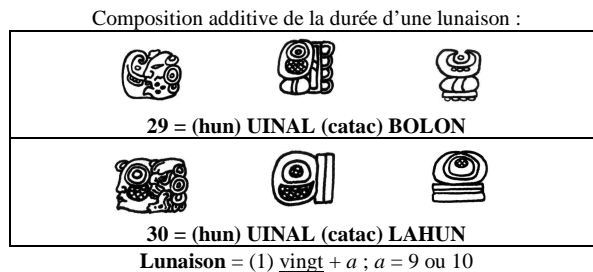 Composition additive de la durée d’une lunaison :
29 = (hun) UINAL (catac) BOLON
30 = (hun) UINAL (catac) LAHUN
Lunaison = (1) vingt + a ; a = 9 ou 10